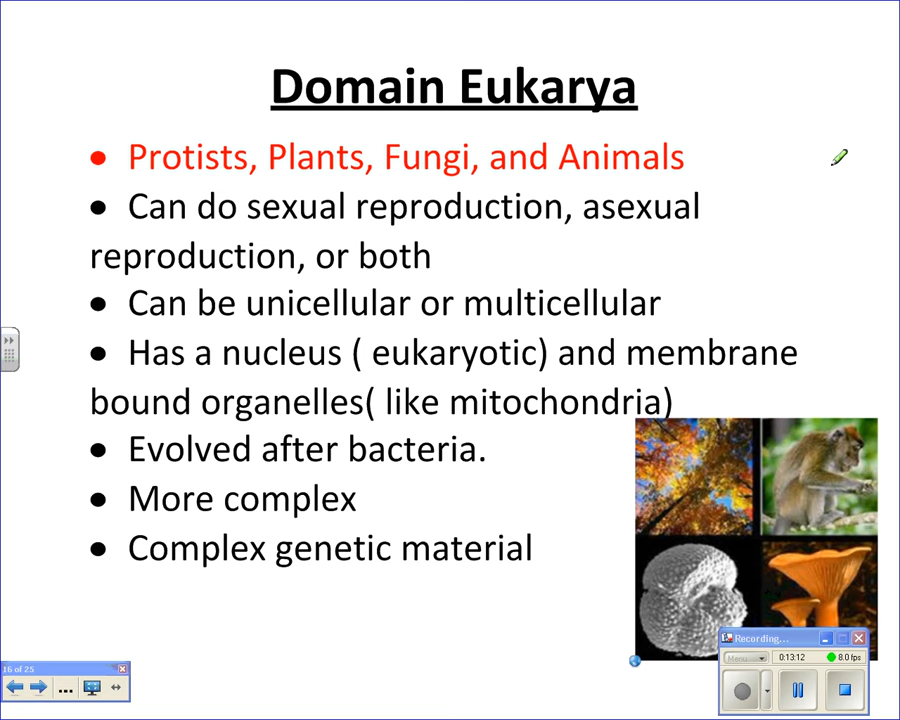 Domain Eukarya
• Protists, Plants, Fungi, and Animals
• Can do sexual reproduction, asexual
reproduction, or both
• Can be unicellular or multicellular
• Has a nucleus ( eukaryotic) and membrane
bound organelles( like mitochondria)
• Evolved after bacteria.
• More complex
• Complex genetic material
Recording...
Menu
0:13:12
8.0 fps
16 of 25